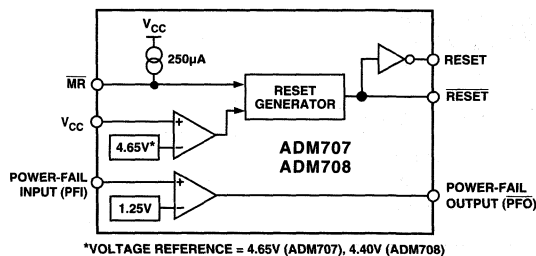 VCC
250µA
MR
RESET
RESET GENERATOR
RESET
VCC
4.65V*
ADM707
ADM708
POWER-FAIL
INPUT (PFI)
1.25V
POWER-FAIL
OUTPUT (PFO)
*VOLTAGE REFERENCE = 4.65V (ADM707), 4.40V (ADM708)